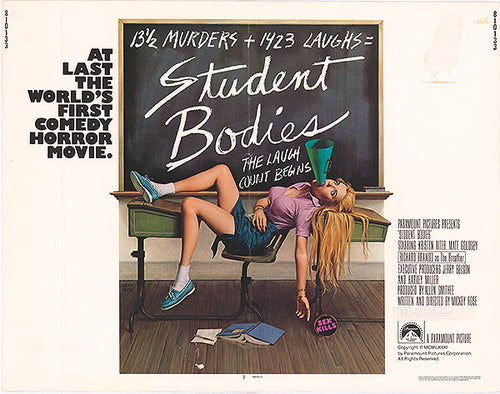 810133
810133
13½ MURDERS + 1423 LAUGHS =
Student
Bodies
THE LAUGH
COUNT BEGINS
AT
LAST
THE
WORLD'S
FIRST
COMEDY
HORROR
MOVIE.
SEX
KILLS
PARAMOUNT PICTURES PRESENTS
"STUDENT BODIES"
STARRING KRISTEN RITER, MATT GOLDSBY
[RICHARD BRANDO as The Breather]
EXECUTIVE PRODUCERS JERRY BELSON
AND HARVEY MILLER
PRODUCED BY ALLEN SMITHEE
WRITTEN AND DIRECTED BY MICKEY ROSE
A PARAMOUNT PICTURE
Copyright © MCMLXXXI
by Paramount Pictures Corporation.
All Rights Reserved.